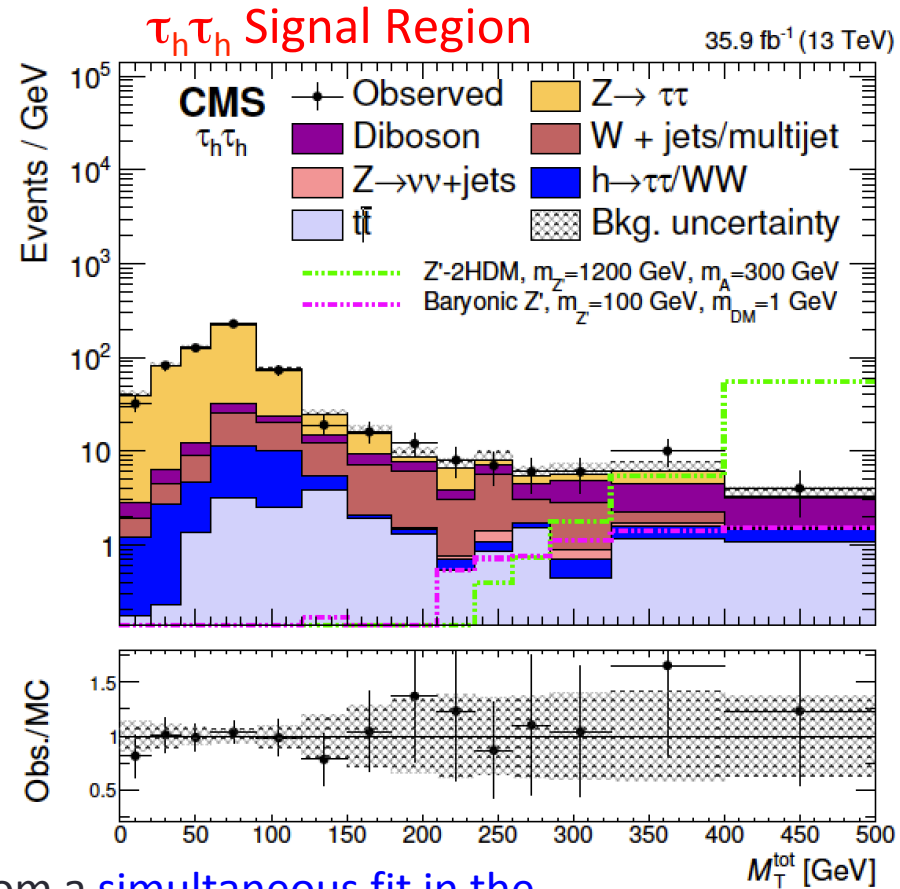 τhτh Signal Region
35.9 fb-1 (13 TeV)
Events / GeV
10^5
10^4
10^3
10^2
10
1
CMS
τhτh
Observed
Z→ ττ
Diboson
W + jets/multijet
Z→νν+jets
h→ττ/WW
tt̄
Bkg. uncertainty
Z'-2HDM, mZ'=1200 GeV, mA=300 GeV
Baryonic Z', mZ'=100 GeV, mDM=1 GeV
Obs./MC
1.5
1
0.5
0 50 100 150 200 250 300 350 400 450 500
MTtot [GeV]
om a simultaneous fit in the